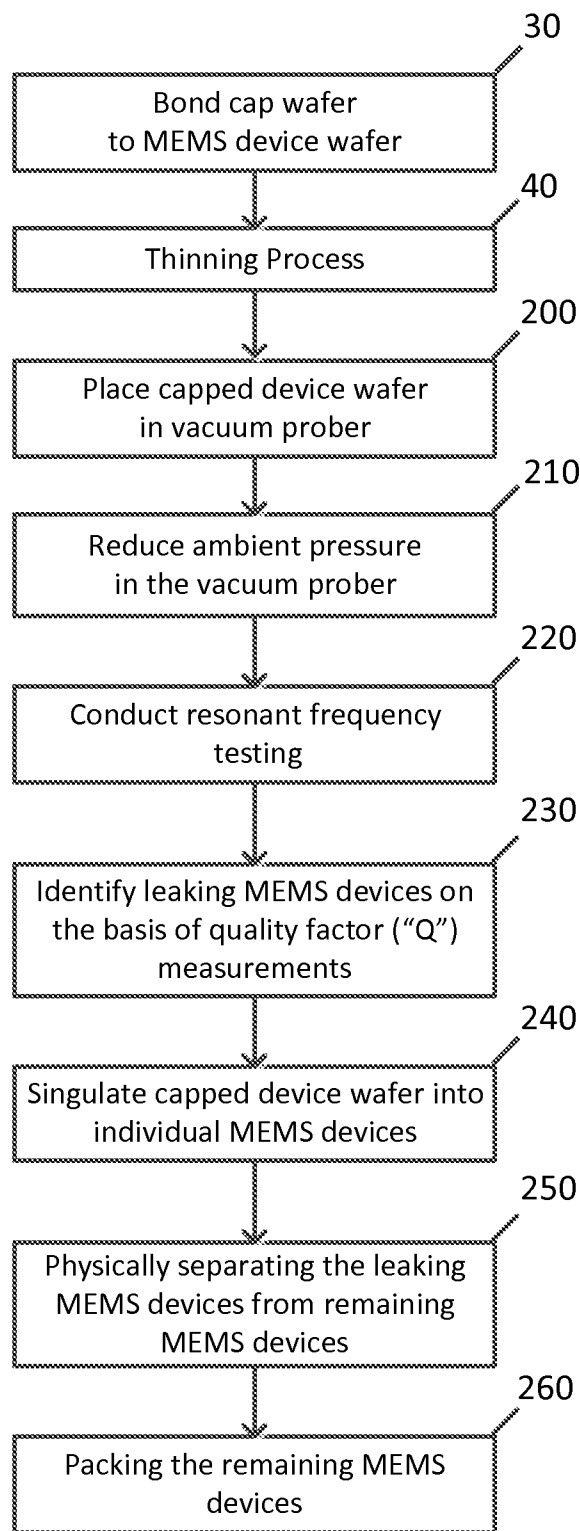 30
Bond cap wafer
to MEMS device wafer
40
Thinning Process
200
Place capped device wafer
in vacuum prober
210
Reduce ambient pressure
in the vacuum prober
220
Conduct resonant frequency
testing
230
Identify leaking MEMS devices on
the basis of quality factor (“Q”)
measurements
240
Singulate capped device wafer into
individual MEMS devices
250
Physically separating the leaking
MEMS devices from remaining
MEMS devices
260
Packing the remaining MEMS
devices